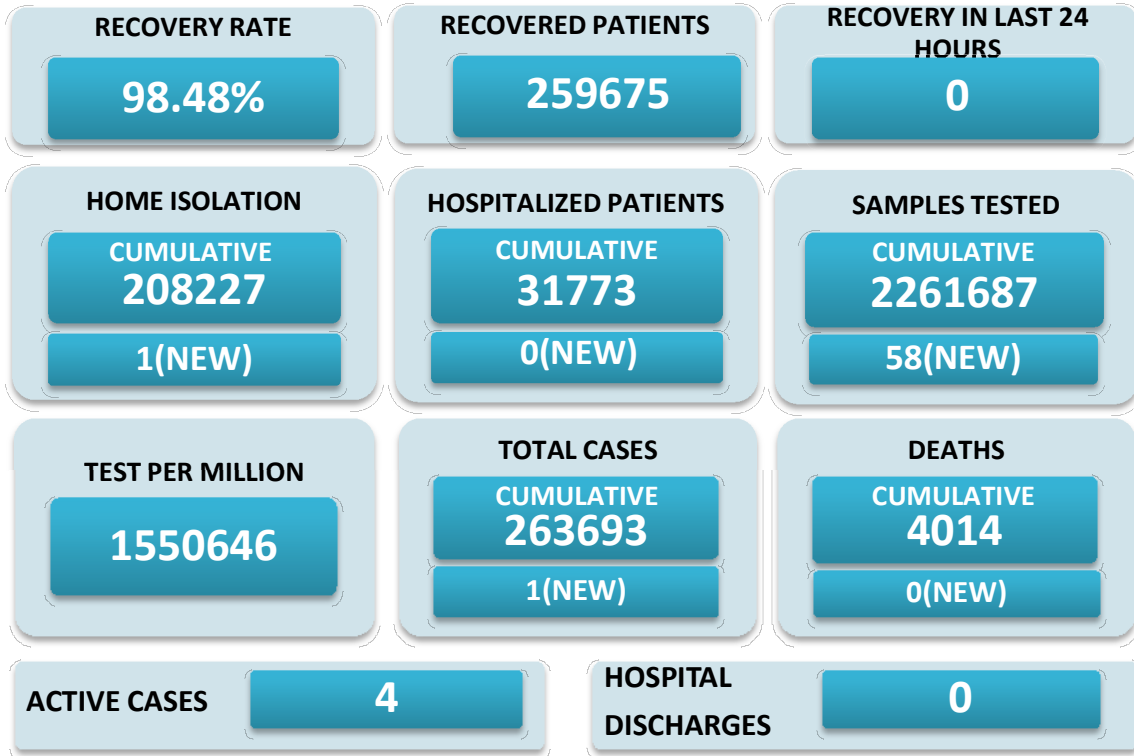 RECOVERY RATE
98.48%
RECOVERED PATIENTS
259675
RECOVERY IN LAST 24
HOURS
0
HOME ISOLATION
CUMULATIVE
208227
1(NEW)
HOSPITALIZED PATIENTS
CUMULATIVE
31773
0(NEW)
SAMPLES TESTED
CUMULATIVE
2261687
58(NEW)
TEST PER MILLION
1550646
TOTAL CASES
CUMULATIVE
263693
1(NEW)
DEATHS
CUMULATIVE
4014
0(NEW)
ACTIVE CASES
4
HOSPITAL
DISCHARGES
0